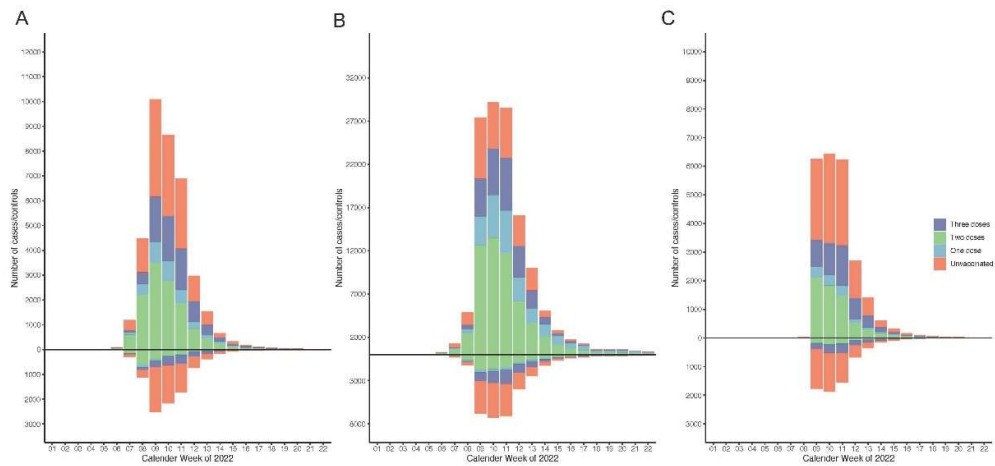 A
B
C
12000
11000
10000
9000
8000
7000
6000
5000
4000
3000
2000
1000
0
1000
2000
3000
Number of cases/controls
01 02 03 04 05 06 07 08 09 10 11 12 13 14 15 16 17 18 19 20 21 22
Calender Week of 2022
32000
27000
22000
17000
12000
7000
2000
3000
8000
Number of cases/controls
01 02 03 04 05 06 07 08 09 10 11 12 13 14 15 16 17 18 19 20 21 22
Calender Week of 2022
10000
9000
8000
7000
6000
5000
4000
3000
2000
1000
0
1000
2000
3000
Number of cases/controls
01 02 03 04 05 06 07 08 09 10 11 12 13 14 15 16 17 18 19 20 21 22
Calender Week of 2022
Three doses
Two doses
One dose
Unvaccinated